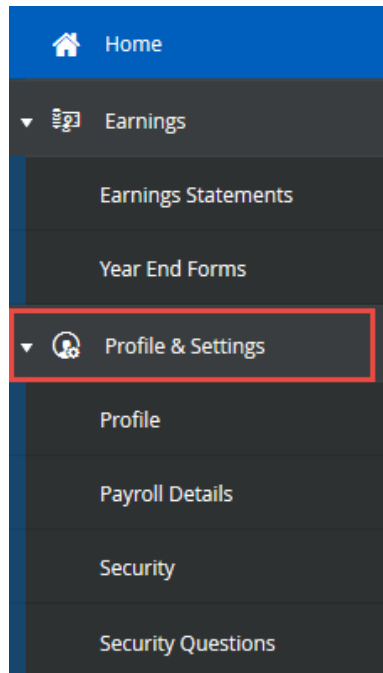 Home
Earnings
Earnings Statements
Year End Forms
Profile & Settings
Profile
Payroll Details
Security
Security Questions